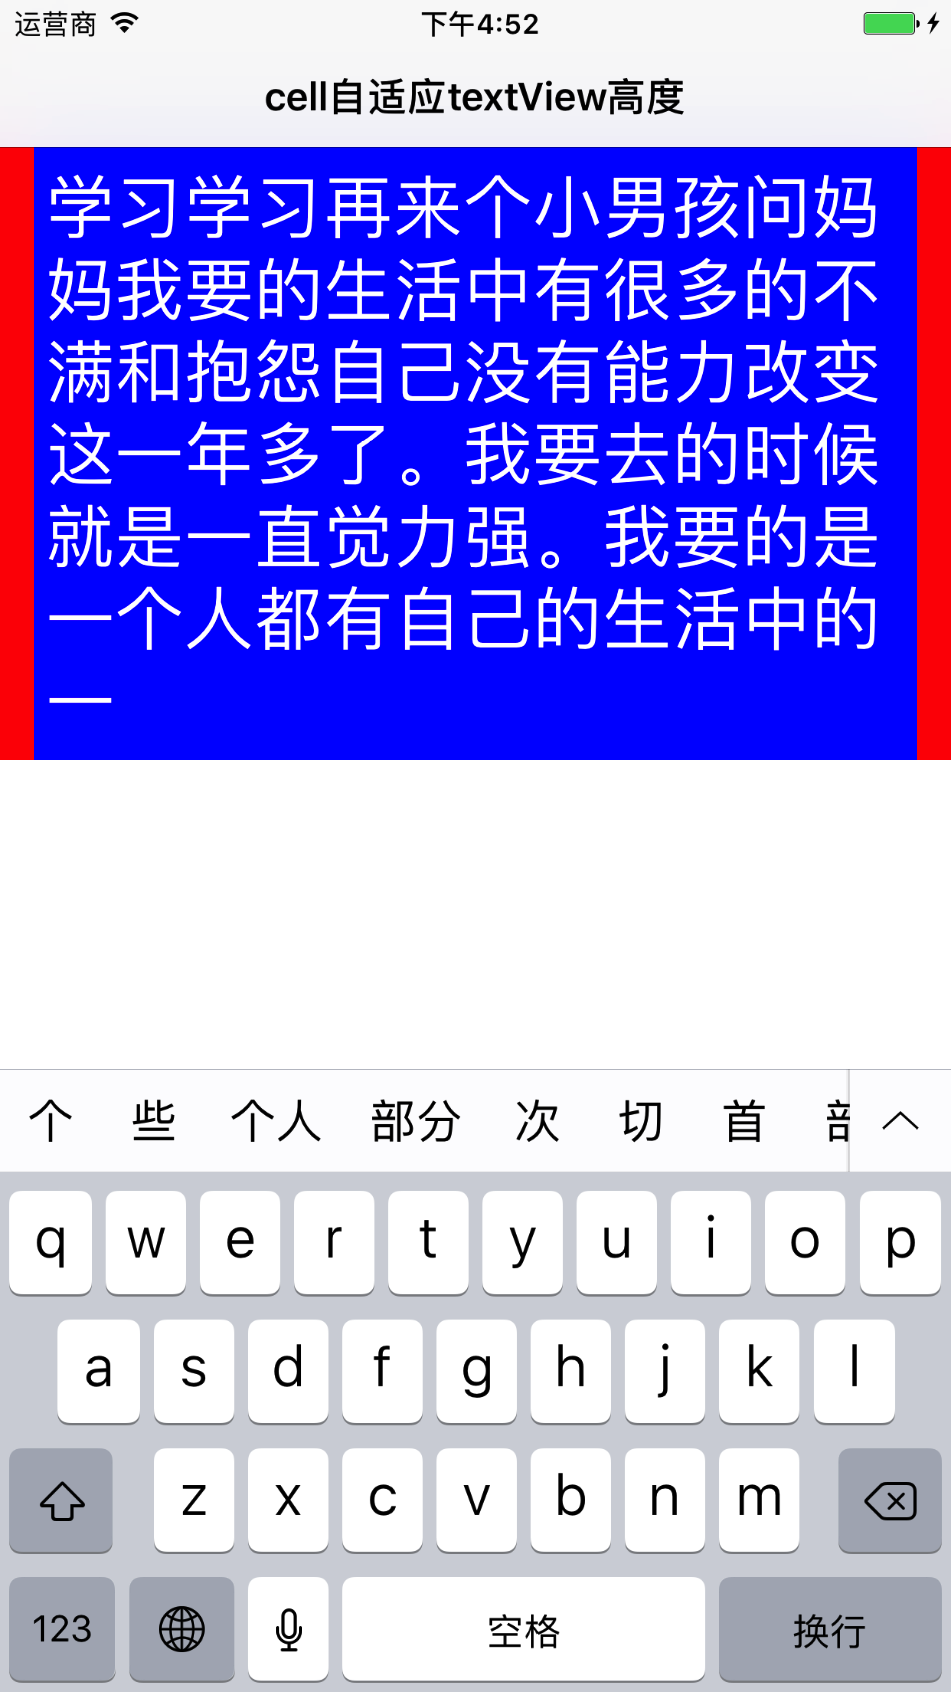 运营商 下午4:52
cell自适应textView高度
学习学习再来个小男孩问妈
妈我要的生活中有很多的不
满和抱怨自己没有能力改变
这一年多了。我要去的时候
就是一直觉力强。我要的是
一个人都有自己的生活中的
一
个 些 个人 部分 次 切 首
q w e r t y u i o p
a s d f g h j k l
z x c v b n m
123 空格 换行